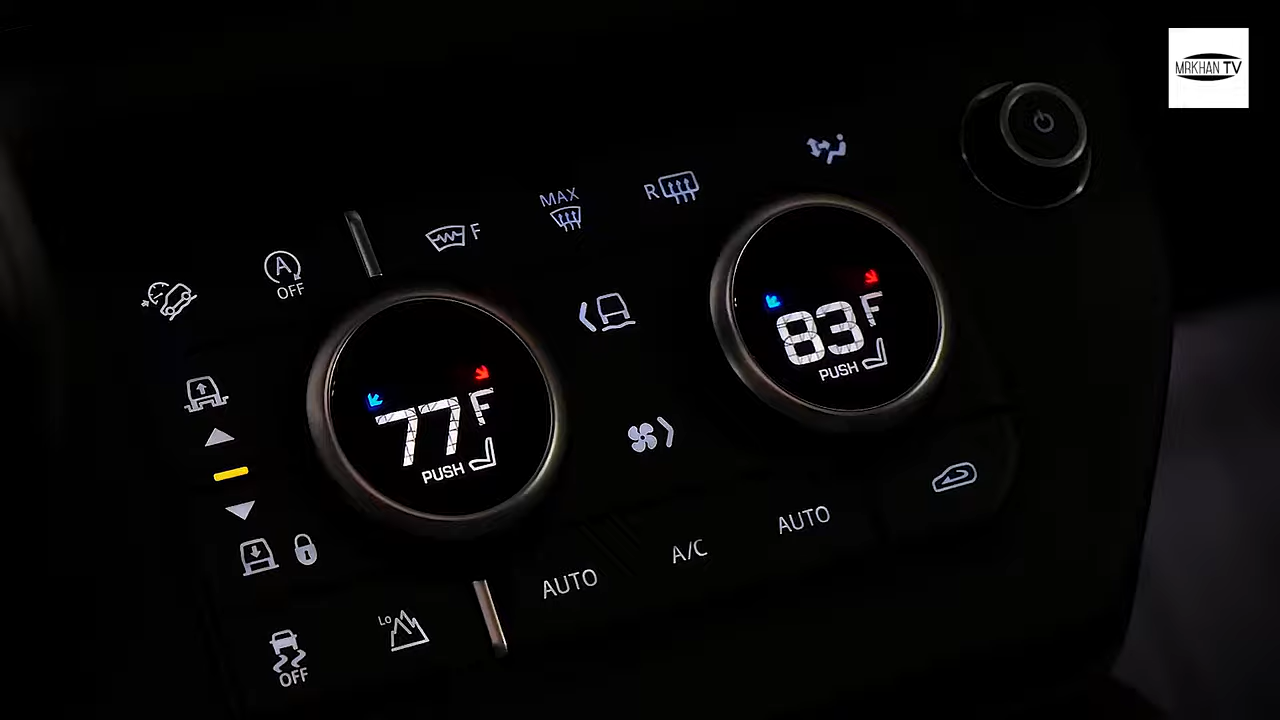 MRKHAN TV
MAX
R
F
A
OFF
83F
PUSH
77F
PUSH
AUTO
A/C
AUTO
Lo
OFF